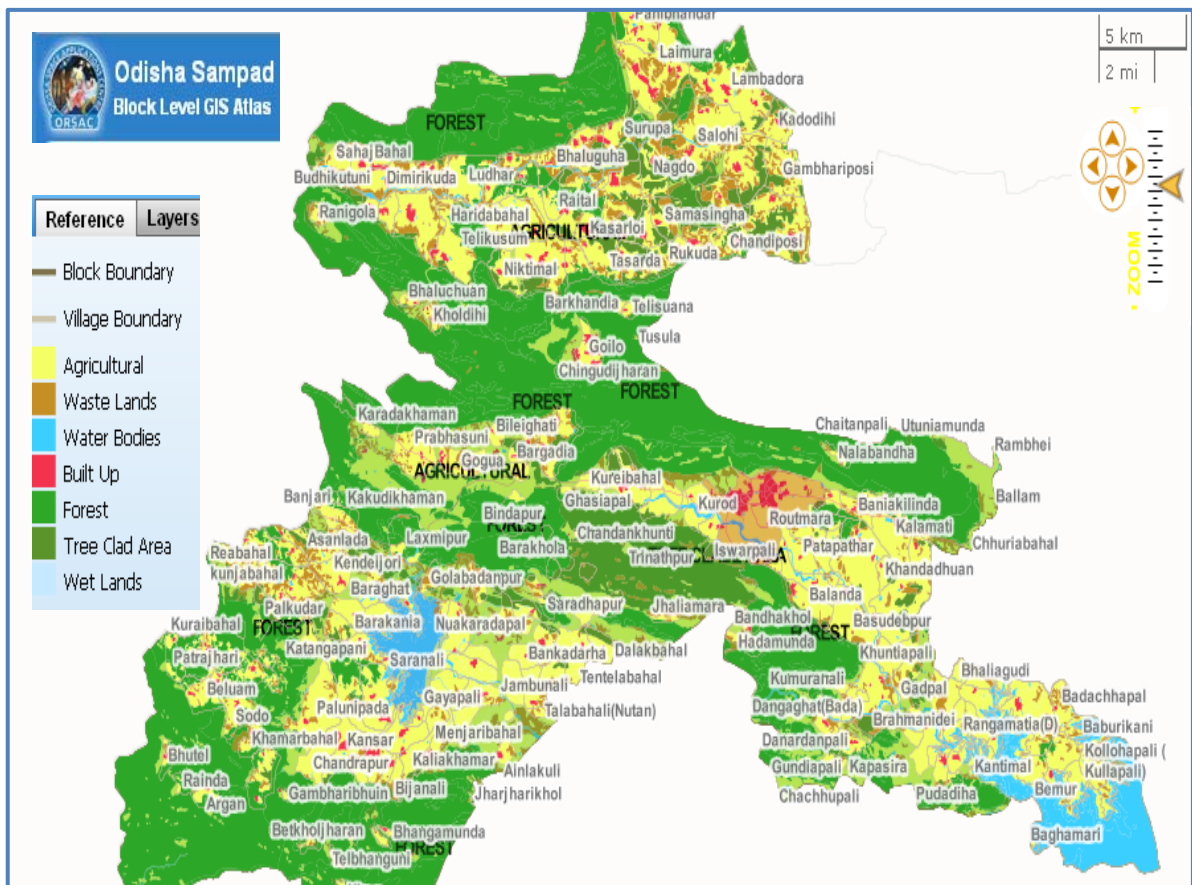 Panibhandar
Laimura
5 km
2 mi
Odisha Sampad
Block Level GIS Atlas
ORSAC
Lambadora
Kadodihi
FOREST
Surupa
Salohi
SahajBahal
Bhaluguha
Nagdo
Gambhariposi
Budhikutuni
Dimirikuda
Ludhar
Reference
Layers
Ranigola
Haridabahal
Raital
Samasingha
Kasarloi
AGRICULTURAL
Telikusum
Chandiposi
Rukuda
Tasarda
Niktimal
ZOOM
Block Boundary
Village Boundary
Agricultural
Waste Lands
Water Bodies
Built Up
Forest
Tree Clad Area
Wet Lands
Bhaluchuan
Kholdihi
Barkhandia
Telisuana
Tusula
Goilo
Chingudijharan
FOREST
FOREST
Karadakhaman
Bileighati
Prabhasuni
Bargadia
Gogua
AGRICULTURAL
Chaitanpali
Utuniamunda
Nalabandha
Rambhei
Kureibahal
Banjari
Kakudikhaman
Ghasiapal
Kurod
Baniakilinda
Ballam
Bindapur
FOREST
Routmara
Kalamati
Asanlada
Laxmipur
Chandankhunti
Chhuriabahal
Reabahal
Kendeijori
Barakhola
Trinathpur
Iswarpali
Patapathar
kunjabahal
Golabadanpur
Khandadhuan
Baraghat
Balanda
Palkudar
Saradhapur
Jhaliamara
Kuraibahal
FOREST
Barakania
Nuakaradapal
Bandhakhol
Basudebpur
FOREST
Hadamunda
Katangapani
Bankadarha
Dalakbahal
Khuntiapali
Patrajhari
Saranali
Tentelabahal
Kumuranali
Bhaliagudi
Beluam
Jambunali
Gadpal
Badachhapal
Gayapali
Palunipada
Talabahali(Nutan)
Dangaghat(Bada)
Sodo
Brahmanidei
Rangamatia(D)
Baburikani
Menjaribahal
Khamarbahal
Kansar
Danardanpali
Kollohapali (
Bhutel
Chandrapur
Kaliakhamar
Ainlakuli
Gundiapali
Kapasira
Kantimal
Kullapali)
Rainda
Gambharibhuin
Bijanali
Jharjharikhol
Chachhupali
Pudadiha
Bemur
Argan
Betkholjharan
Bhangamunda
Baghamari
FOREST
Telbhanguni